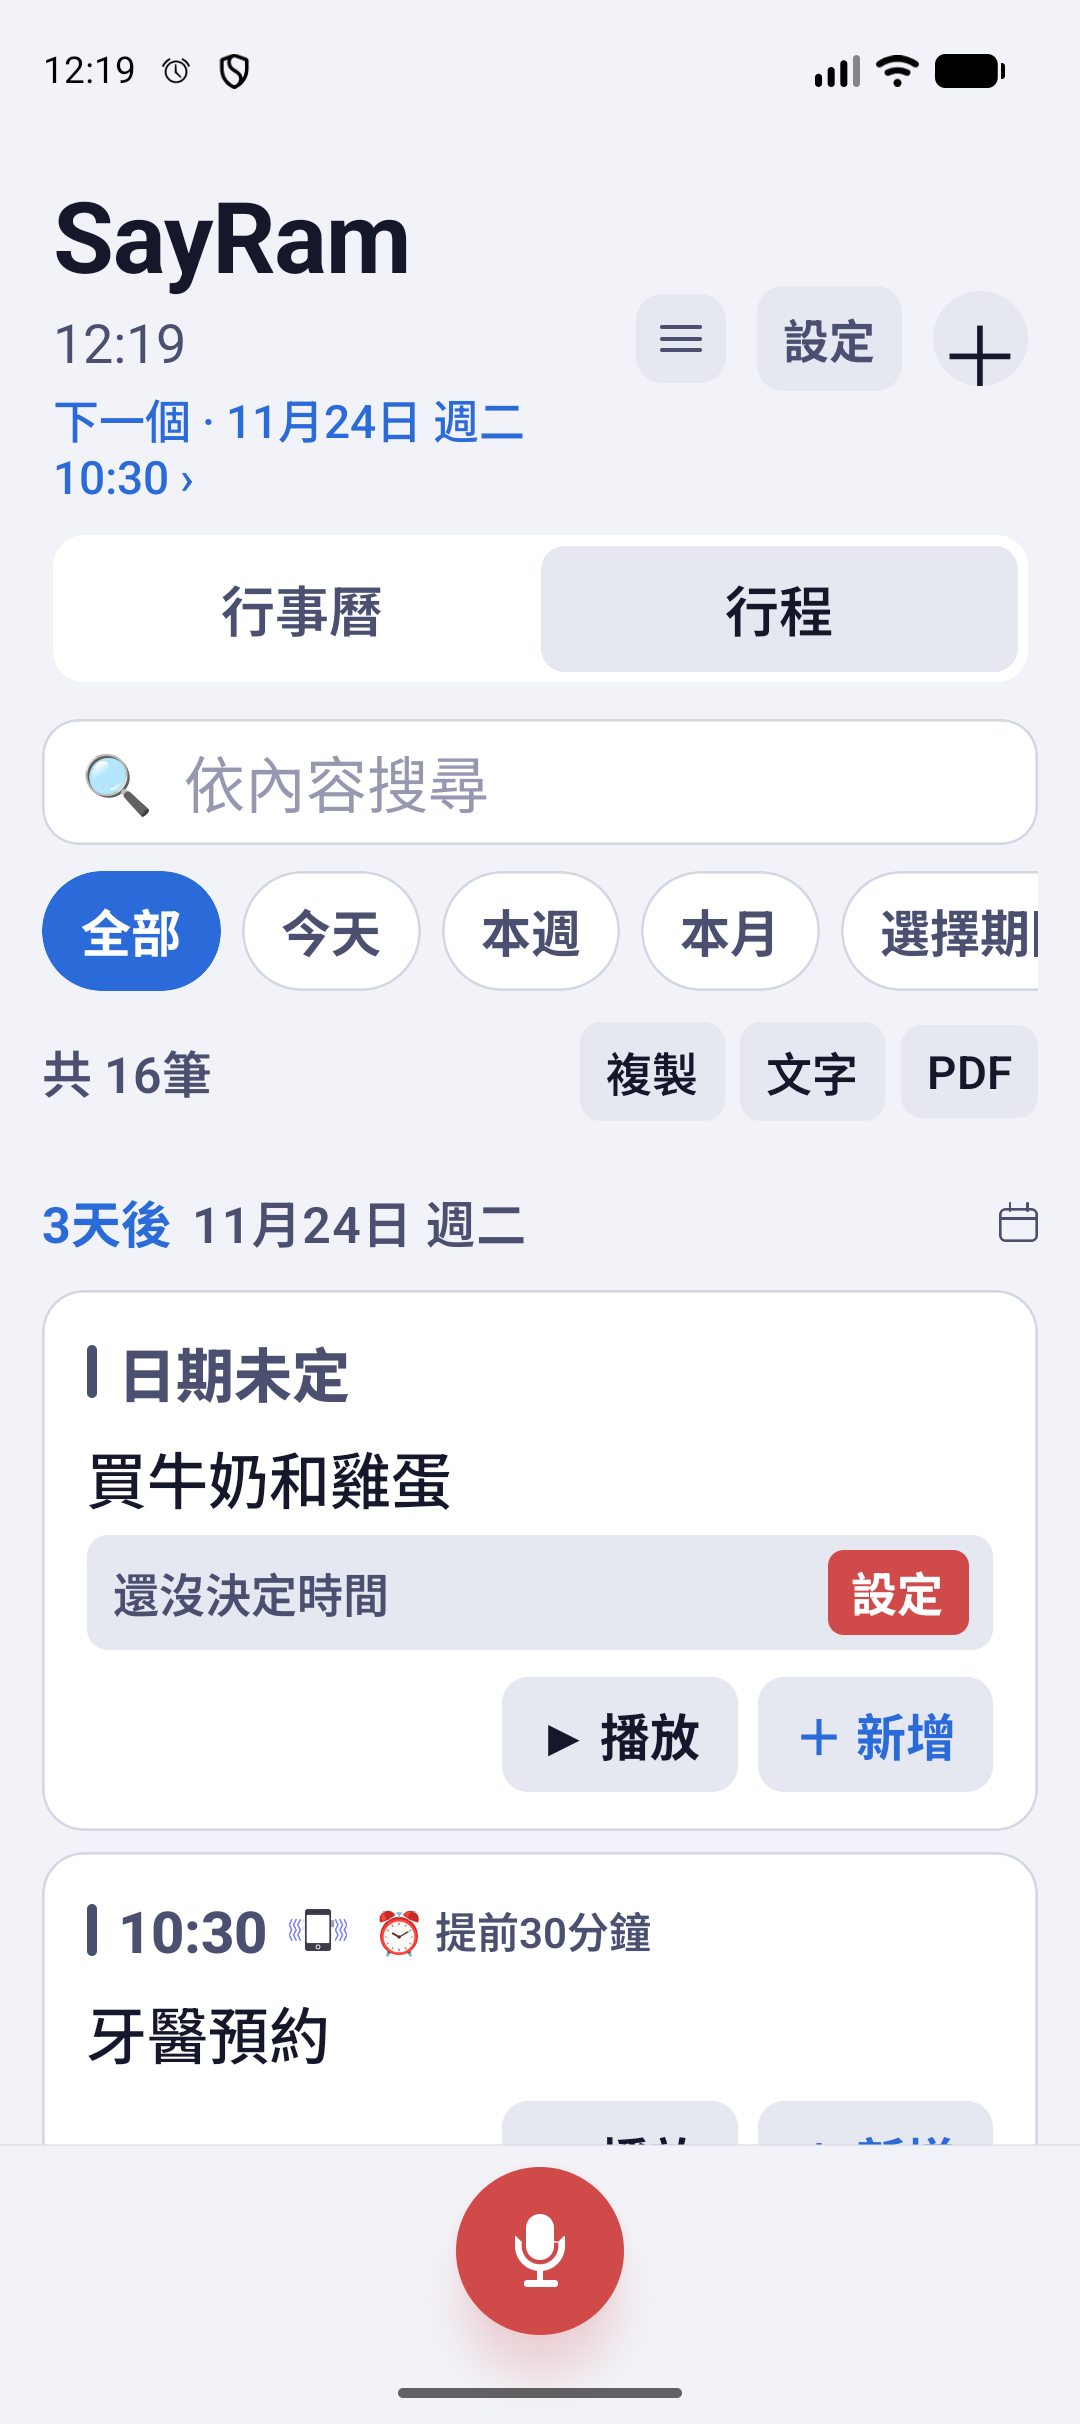 12:19
SayRam
12:19
設定
下一個 · 11月24日 週二
10:30 ›
行事曆
行程
依內容搜尋
全部
今天
本週
本月
選擇期
共 16筆
複製
文字
PDF
3天後 11月24日 週二
日期未定
買牛奶和雞蛋
還沒決定時間
設定
▶ 播放
＋ 新增
10:30 提前30分鐘
牙醫預約
播放
＋ 新增